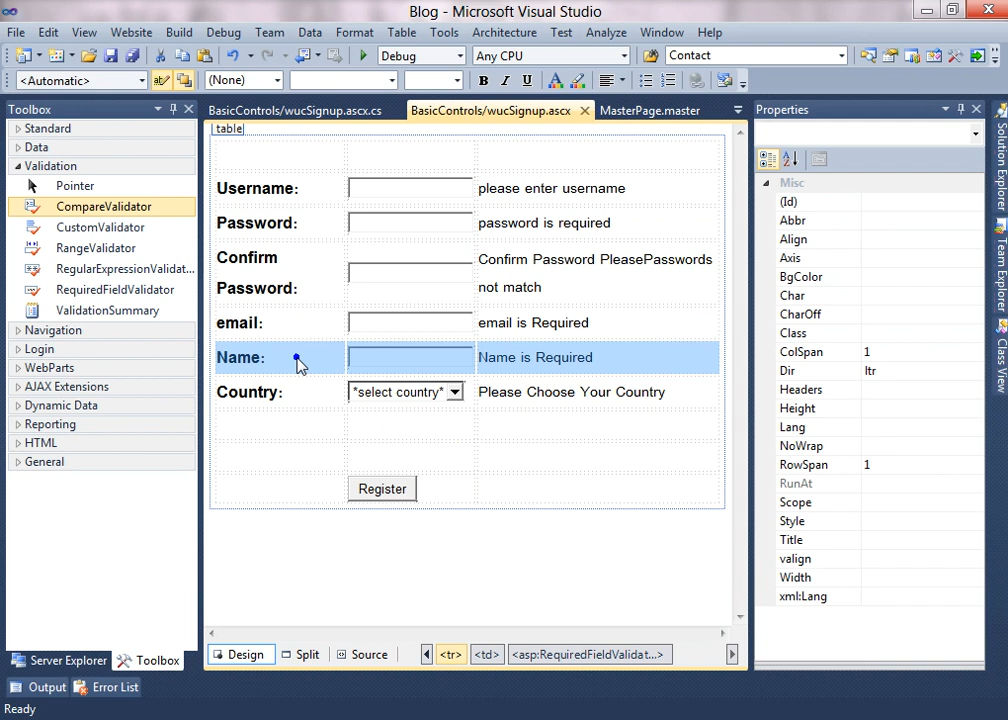 Blog - Microsoft Visual Studio
File Edit View Website Build Debug Team Data Format Table Tools Architecture Test Analyze Window Help
Debug Any CPU Contact
<Automatic> (None) B I U A
Toolbox
BasicControls/wucSignup.ascx.cs BasicControls/wucSignup.ascx MasterPage.master
Properties
Standard
Data
Validation
Pointer
CompareValidator
CustomValidator
RangeValidator
RegularExpressionValidat...
RequiredFieldValidator
ValidationSummary
Navigation
Login
WebParts
AJAX Extensions
Dynamic Data
Reporting
HTML
General
table
Username: please enter username
Password: password is required
Confirm Password: Confirm Password PleasePasswords
not match
email: email is Required
Name: Name is Required
Country: *select country* Please Choose Your Country
Register
Misc
(Id)
Abbr
Align
Axis
BgColor
Char
CharOff
Class
ColSpan 1
Dir ltr
Headers
Height
Lang
NoWrap
RowSpan 1
RunAt
Scope
Style
Title
valign
Width
xml:Lang
Solution Explorer
Team Explorer
Class View
Design Split Source <tr> <td> <asp:RequiredFieldValidat...>
Server Explorer Toolbox
Output Error List
Ready